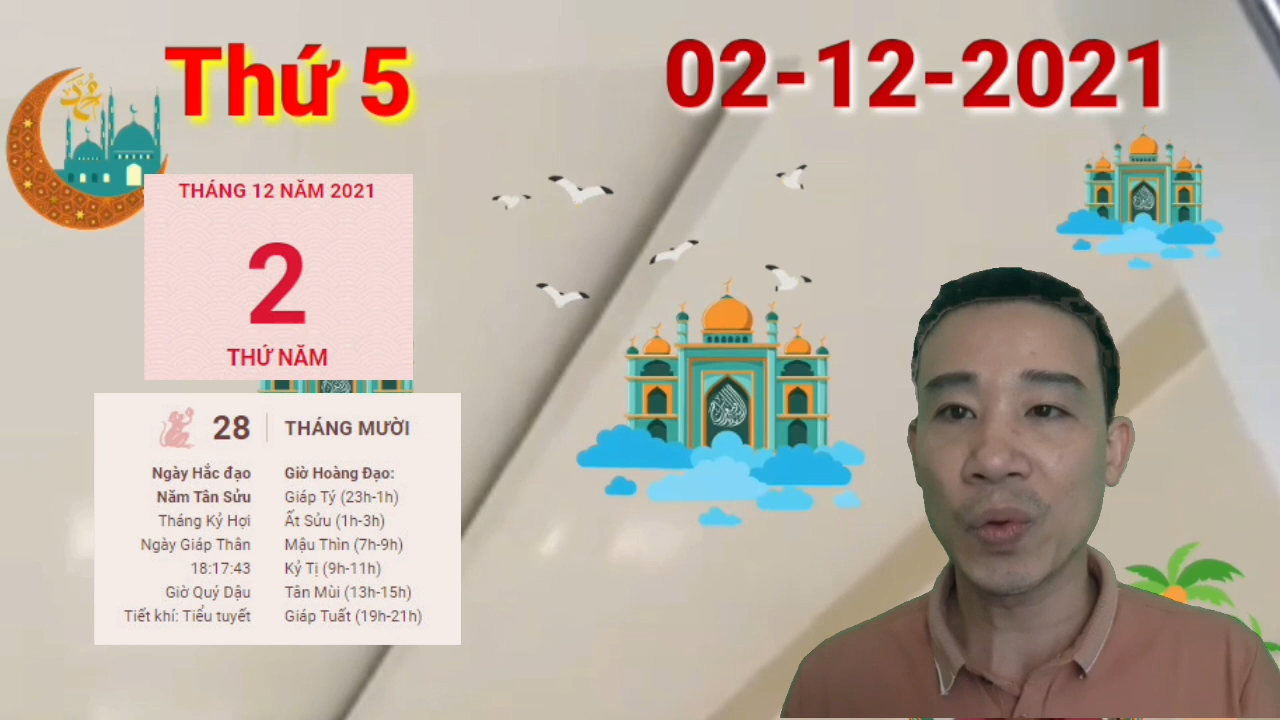 Thứ 5
02-12-2021
THÁNG 12 NĂM 2021
2
THỨ NĂM
28
THÁNG MƯỜI
Ngày Hắc đạo
Năm Tân Sửu
Tháng Kỷ Hợi
Ngày Giáp Thân
18:17:43
Giờ Quý Dậu
Tiết khí: Tiểu tuyết
Giờ Hoàng Đạo:
Giáp Tý (23h-1h)
Ất Sửu (1h-3h)
Mậu Thìn (7h-9h)
Kỷ Tị (9h-11h)
Tân Mùi (13h-15h)
Giáp Tuất (19h-21h)